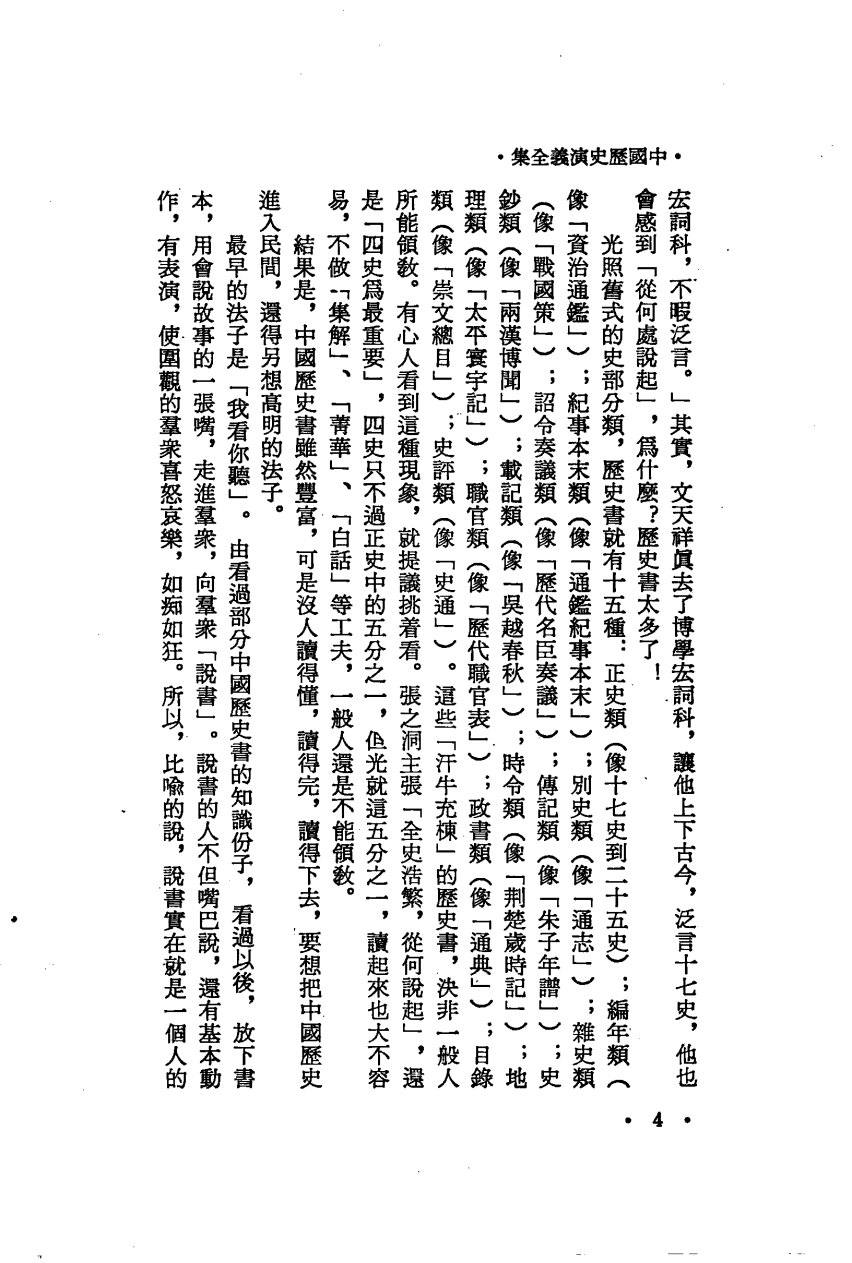 •中國歷史演義全集•
宏詞科，不暇泛言。」其實，文天祥眞去了博學宏詞科，讓他上下古今，泛言十七史，他也
會感到「從何處說起」，爲什麼？歷史書太多了！
光照舊式的史部分類，歷史書就有十五種：正史類（像十七史到二十五史）；編年類（
像「資治通鑑」）；紀事本末類（像「通鑑紀事本末」）；別史類（像「通志」）；雜史類
（像「戰國策」）；詔令奏議類（像「歷代名臣奏議」）；傳記類（像「朱子年譜」）；史
鈔類（像「兩漢博聞」）；載記類（像「吳越春秋」）；時令類（像「荆楚歲時記」）；地
理類（像「太平寰宇記」）；職官類（像「歷代職官表」）；政書類（像「通典」）；目錄
類（像「崇文總目」）；史評類（像「史通」）。這些「汗牛充棟」的歷史書，決非一般人
所能領敎。有心人看到這種現象，就提議挑着看。張之洞主張「全史浩繁，從何說起」，還
是「四史爲最重要」，四史只不過正史中的五分之一，但光就這五分之一，讀起來也大不容
易，不做「集解」、「菁華」、「白話」等工夫，一般人還是不能領敎。
結果是，中國歷史書雖然豐富，可是沒人讀得懂，讀得完，讀得下去，要想把中國歷史
進入民間，還得另想高明的法子。
最早的法子是「我看你聽」。由看過部分中國歷史書的知識份子，看過以後，放下書
本，用會說故事的一張嘴，走進羣衆，向羣衆「說書」。說書的人不但嘴巴說，還有基本動
作，有表演，使圍觀的羣衆喜怒哀樂，如痴如狂。所以，比喩的說，說書實在就是一個人的
•4•